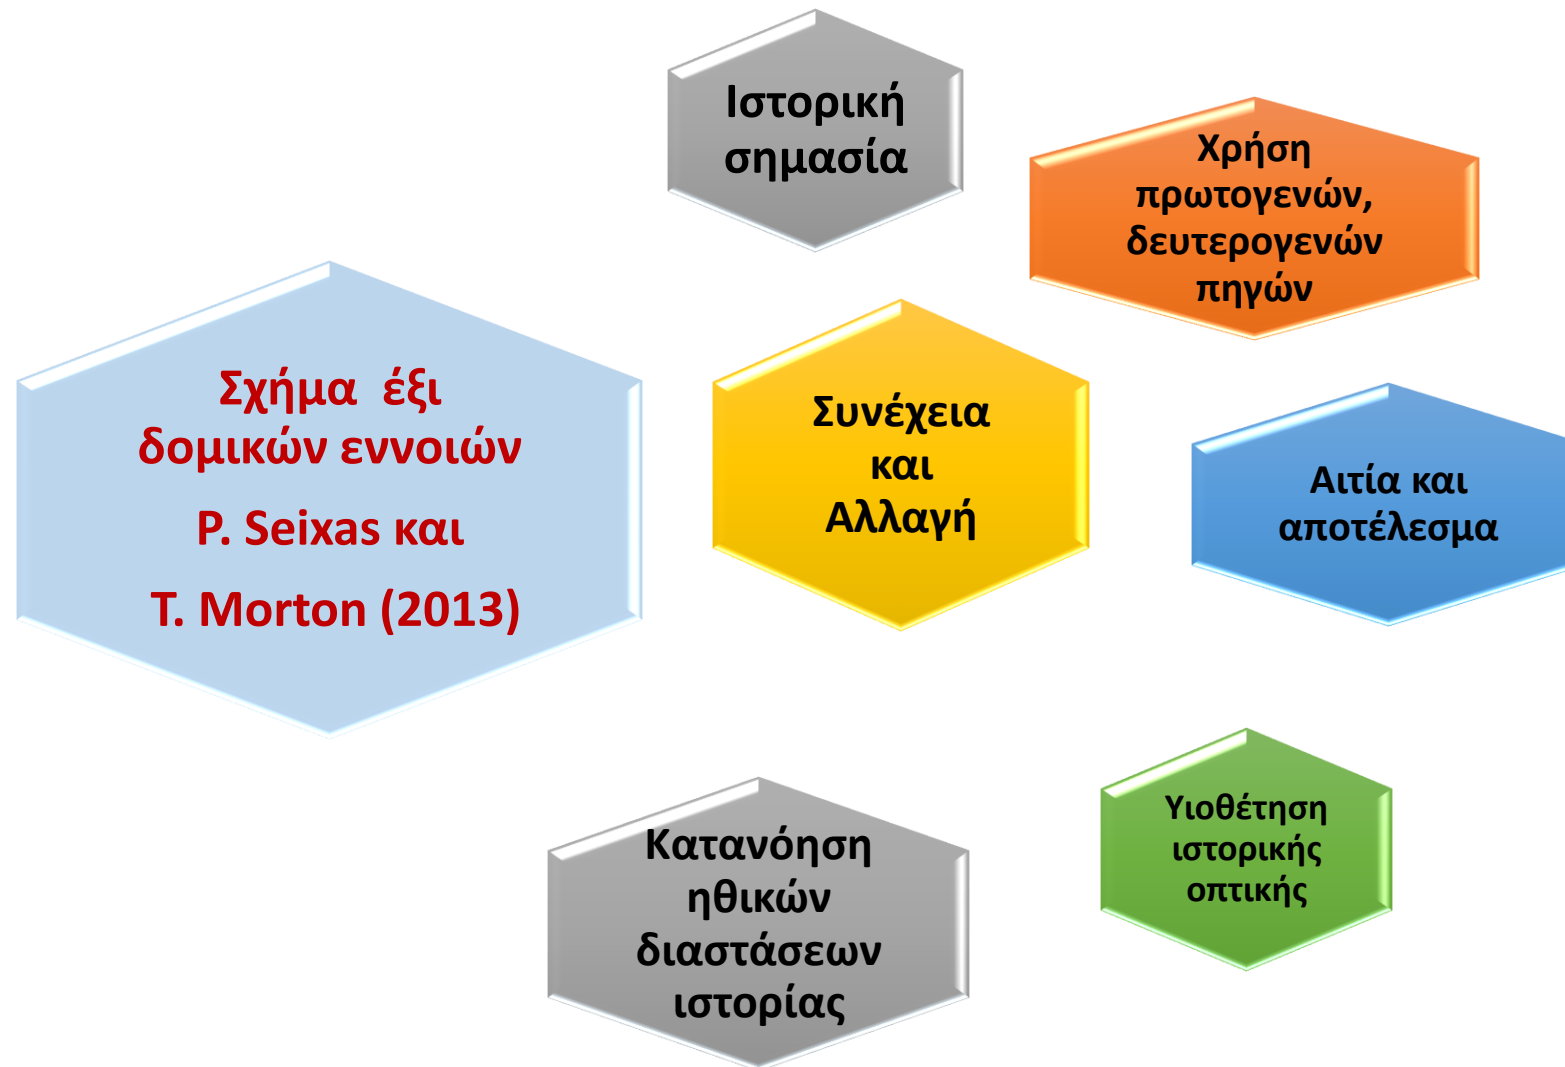 Σχήμα έξι
δομικών εννοιών
P. Seixas και
T. Morton (2013)
Ιστορική
σημασία
Χρήση
πρωτογενών,
δευτερογενών
πηγών
Συνέχεια
και
Αλλαγή
Αιτία και
αποτέλεσμα
Υιοθέτηση
ιστορικής
οπτικής
Κατανόηση
ηθικών
διαστάσεων
ιστορίας